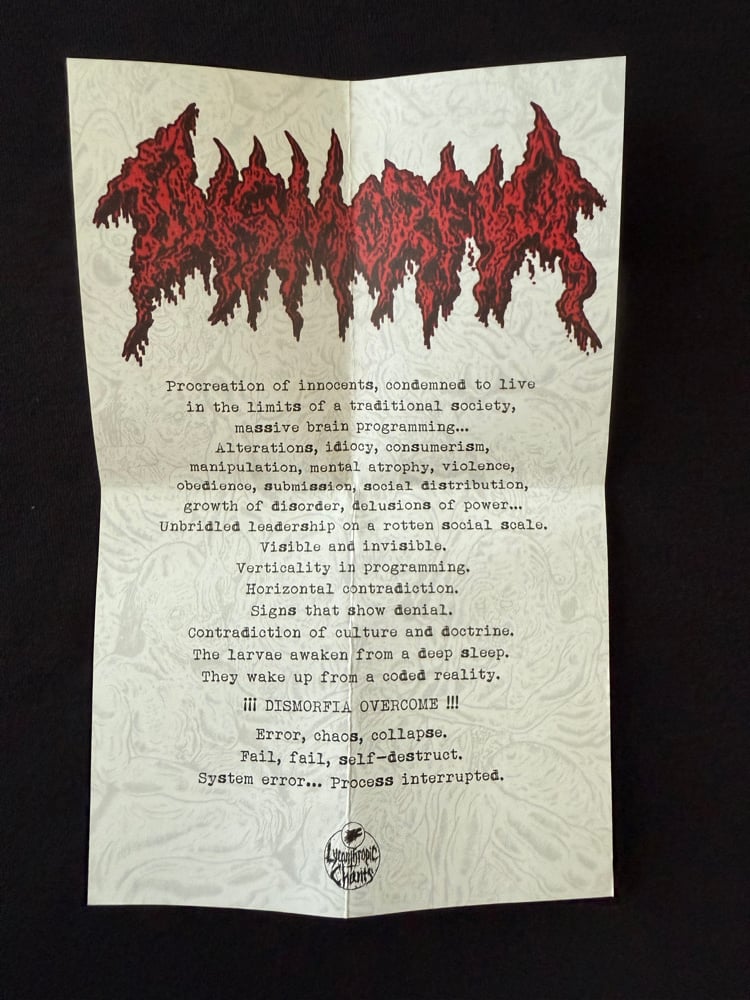 DISMORFIA
Procreation of innocents, condemned to live
in the limits of a traditional society,
massive brain programming...
Alterations, idiocy, consumerism,
manipulation, mental atrophy, violence,
obedience, submission, social distribution,
growth of disorder, delusions of power...
Unbridled leadership on a rotten social scale.
Visible and invisible.
Verticality in programming.
Horizontal contradiction.
Signs that show denial.
Contradiction of culture and doctrine.
The larvae awaken from a deep sleep.
They wake up from a coded reality.
¡¡¡ DISMORFIA OVERCOME !!!
Error, chaos, collapse.
Fail, fail, self-destruct.
System error... Process interrupted.
Lycanthropic
Chants